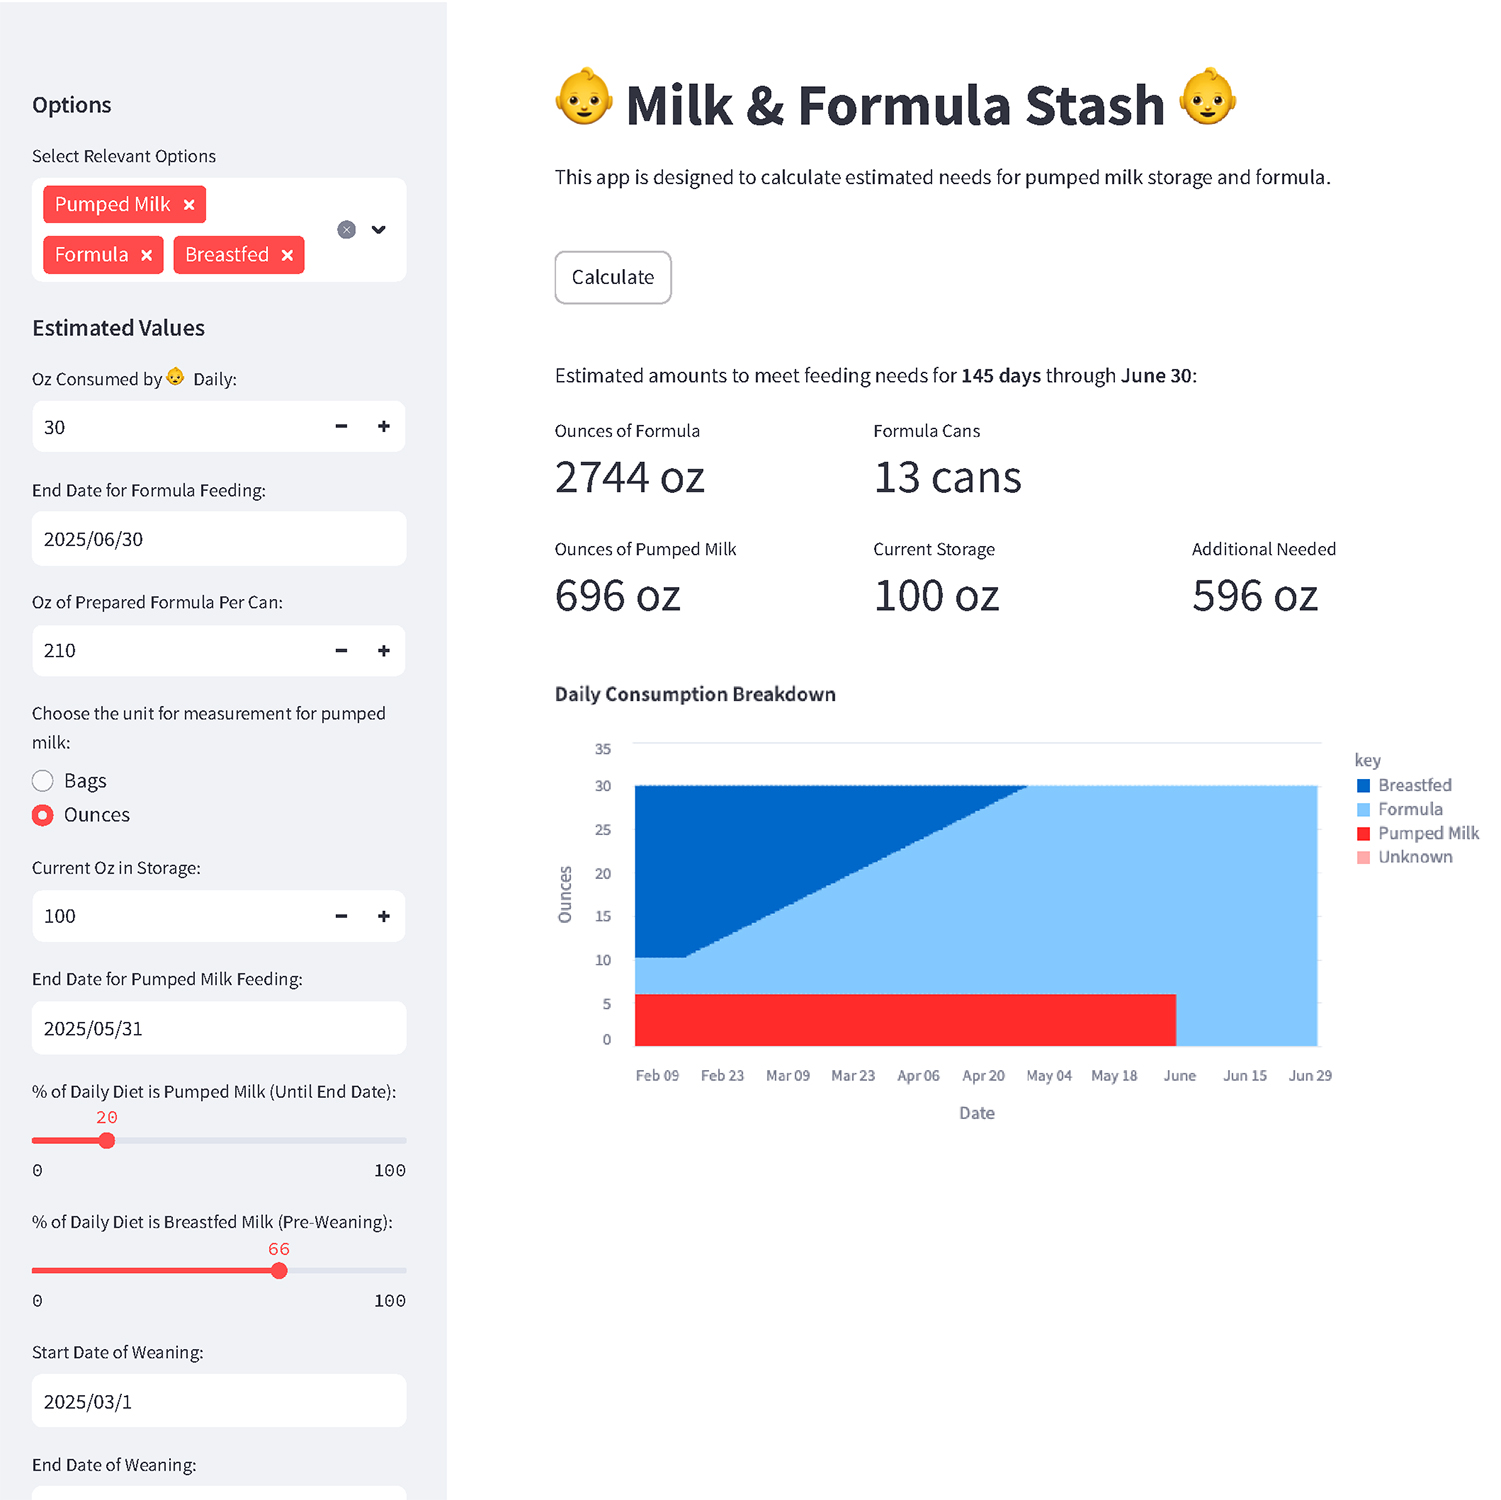 Options
Select Relevant Options
Pumped Milk ×
Formula × Breastfed ×
Estimated Values
Oz Consumed by 👶 Daily:
30 − +
End Date for Formula Feeding:
2025/06/30
Oz of Prepared Formula Per Can:
210 − +
Choose the unit for measurement for pumped
milk:
Bags
Ounces
Current Oz in Storage:
100 − +
End Date for Pumped Milk Feeding:
2025/05/31
% of Daily Diet is Pumped Milk (Until End Date):
20
0 100
% of Daily Diet is Breastfed Milk (Pre-Weaning):
66
0 100
Start Date of Weaning:
2025/03/1
End Date of Weaning:
👶 Milk & Formula Stash 👶
This app is designed to calculate estimated needs for pumped milk storage and formula.
Calculate
Estimated amounts to meet feeding needs for 145 days through June 30:
Ounces of Formula Formula Cans
2744 oz 13 cans
Ounces of Pumped Milk Current Storage Additional Needed
696 oz 100 oz 596 oz
Daily Consumption Breakdown
35
30
25
20
15
10
5
0
Ounces
Feb 09 Feb 23 Mar 09 Mar 23 Apr 06 Apr 20 May 04 May 18 June Jun 15 Jun 29
Date
key
Breastfed
Formula
Pumped Milk
Unknown